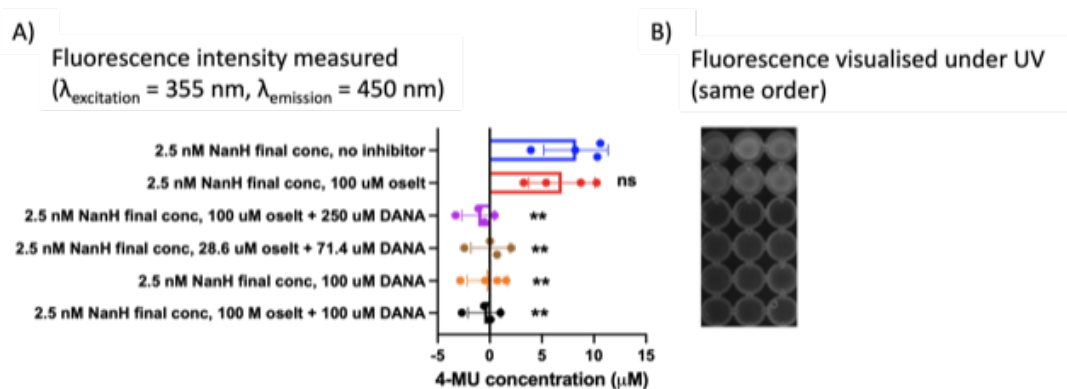 A)
Fluorescence intensity measured
(λexcitation = 355 nm, λemission = 450 nm)
B)
Fluorescence visualised under UV
(same order)
2.5 nM NanH final conc, no inhibitor
2.5 nM NanH final conc, 100 uM oselt
ns
2.5 nM NanH final conc, 100 uM oselt + 250 uM DANA
**
2.5 nM NanH final conc, 28.6 uM oselt + 71.4 uM DANA
**
2.5 nM NanH final conc, 100 uM DANA
**
2.5 nM NanH final conc, 100 M oselt + 100 uM DANA
**
-5 0 5 10 15
4-MU concentration (μM)